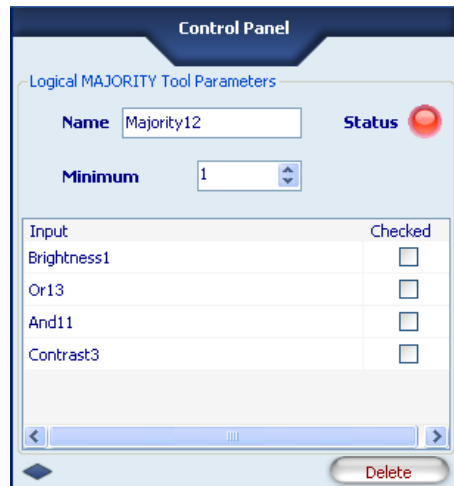 Control Panel
Logical MAJORITY Tool Parameters
Name Majority12 Status
Minimum 1
Input Checked
Brightness1
Or13
And11
Contrast3
Delete